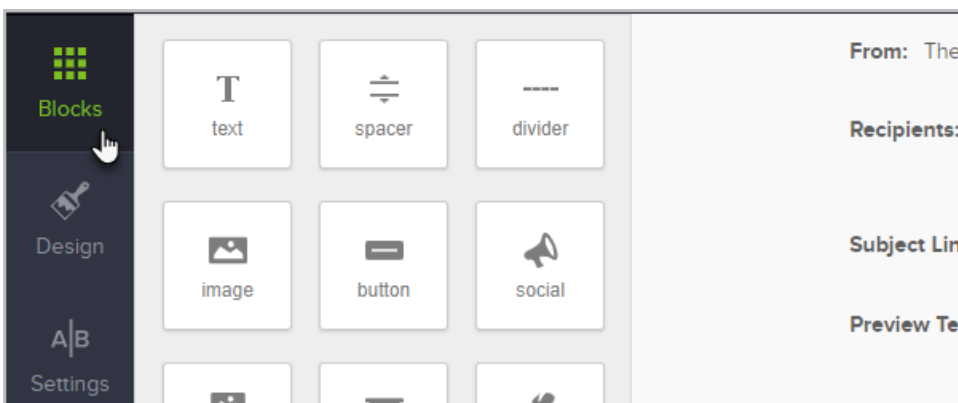 Blocks
Design
A|B
Settings
T
text
spacer
divider
image
button
social
From: The
Recipients:
Subject Lin
Preview Te